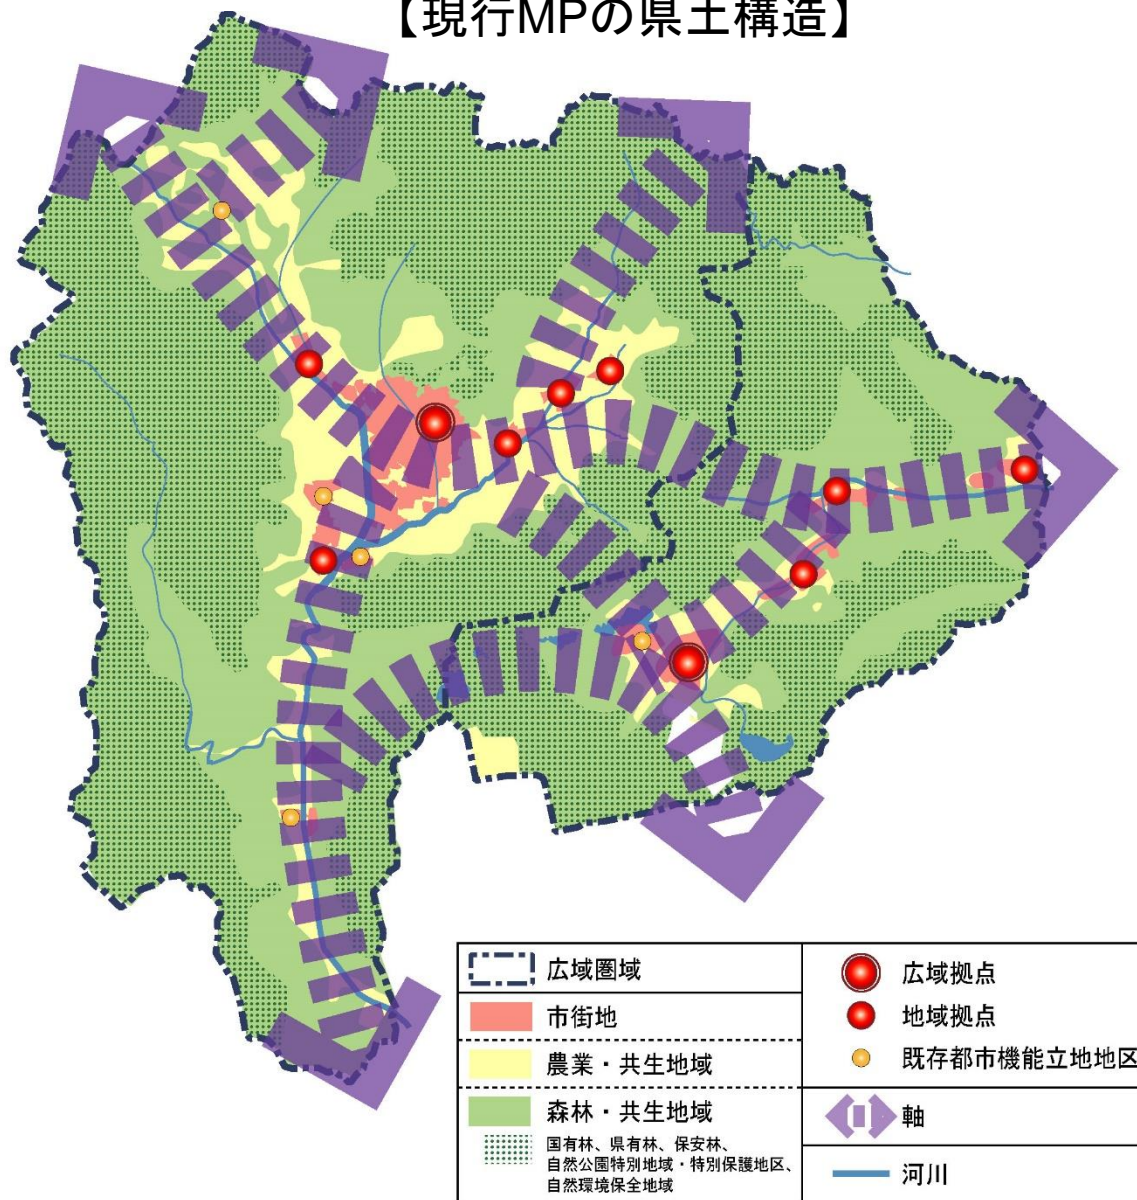 【現行MPの県土構造】
広域圏域
市街地
農業・共生地域
森林・共生地域
国有林、県有林、保安林、
自然公園特別地域・特別保護地区、
自然環境保全地域
広域拠点
地域拠点
既存都市機能立地地区
軸
河川